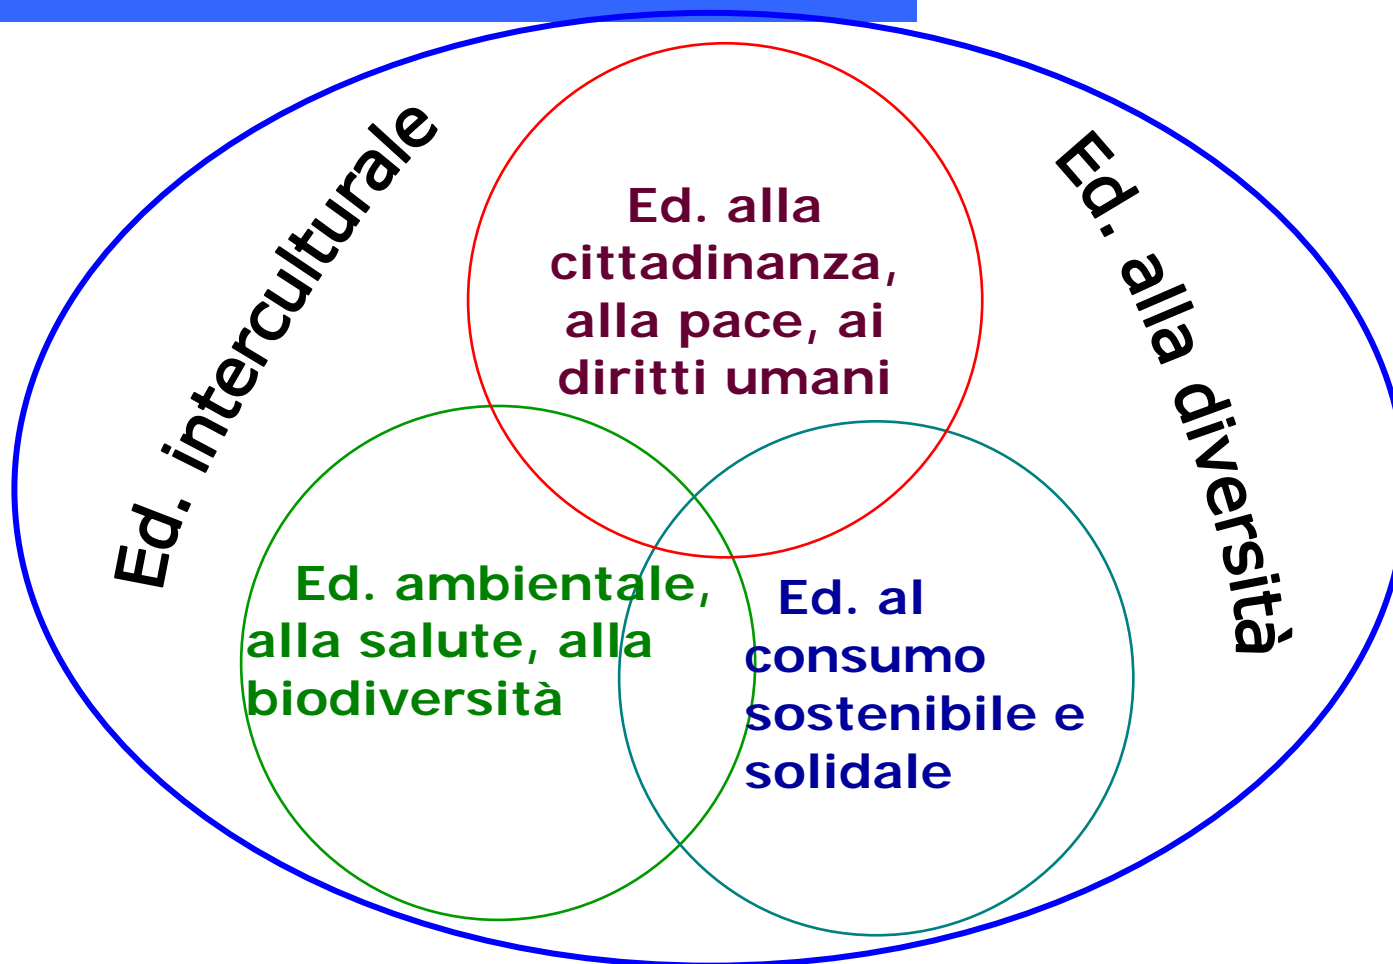 Ed. interculturale
Ed. alla diversità
Ed. alla
cittadinanza,
alla pace, ai
diritti umani
Ed. ambientale,
alla salute, alla
biodiversità
Ed. al
consumo
sostenibile e
solidale